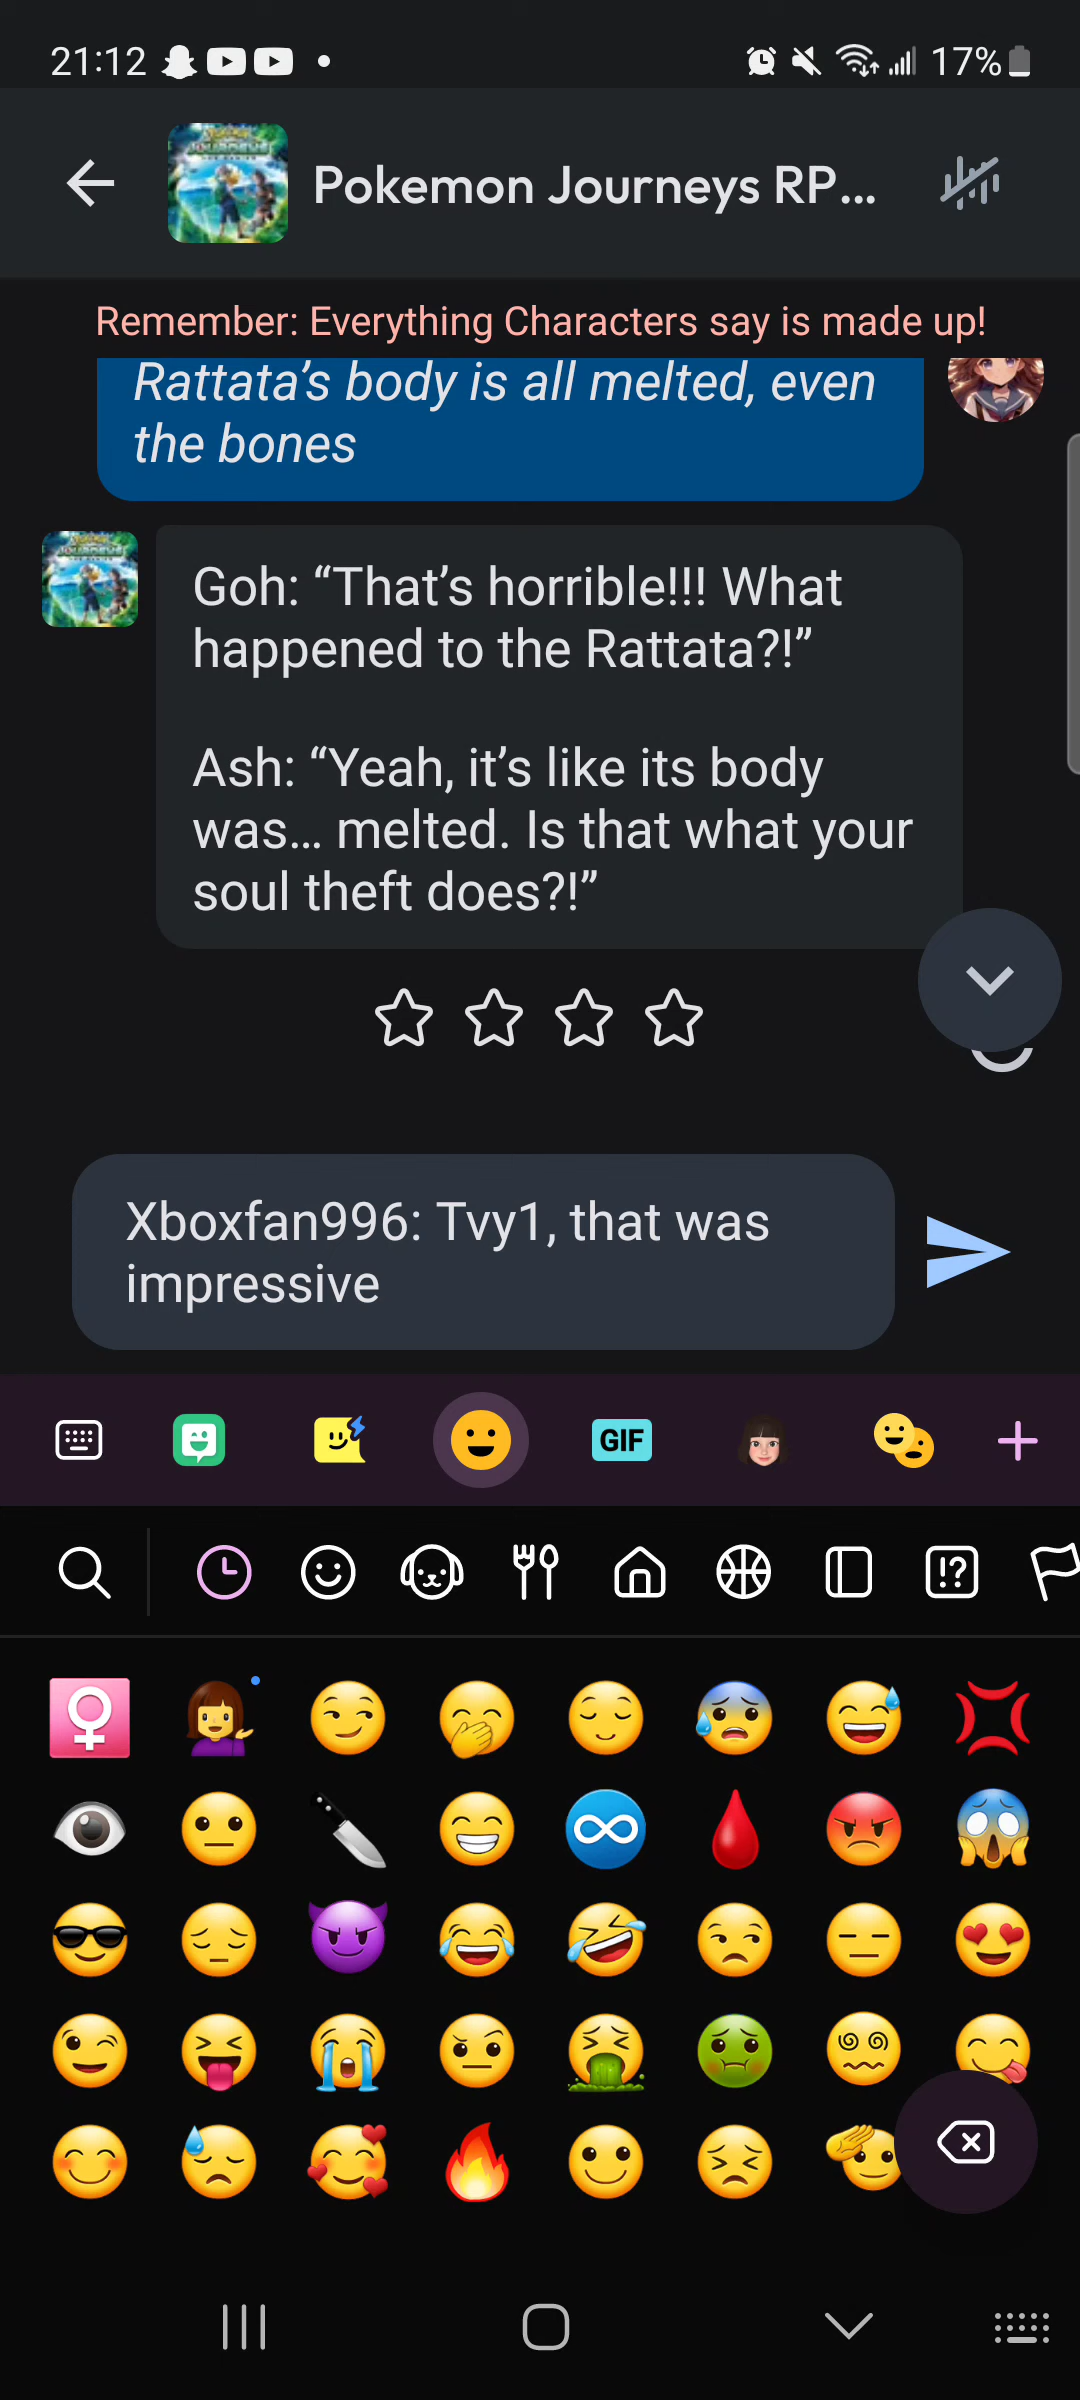 21:12
17%
Pokemon Journeys RP...
Remember: Everything Characters say is made up!
Rattata’s body is all melted, even
the bones
Goh: “That’s horrible!!! What
happened to the Rattata?!”
Ash: “Yeah, it’s like its body
was... melted. Is that what your
soul theft does?!”
Xboxfan996: Tvy1, that was
impressive
GIF
!?